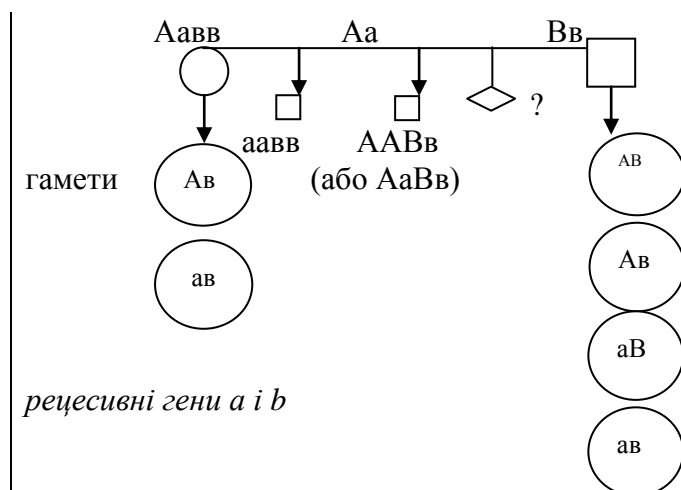 Аавв Аа Вв
?
аавв ААВв
гамети Ав (або АаВв) АВ
ав Ав
аВ
рецесивні гени а і b
ав